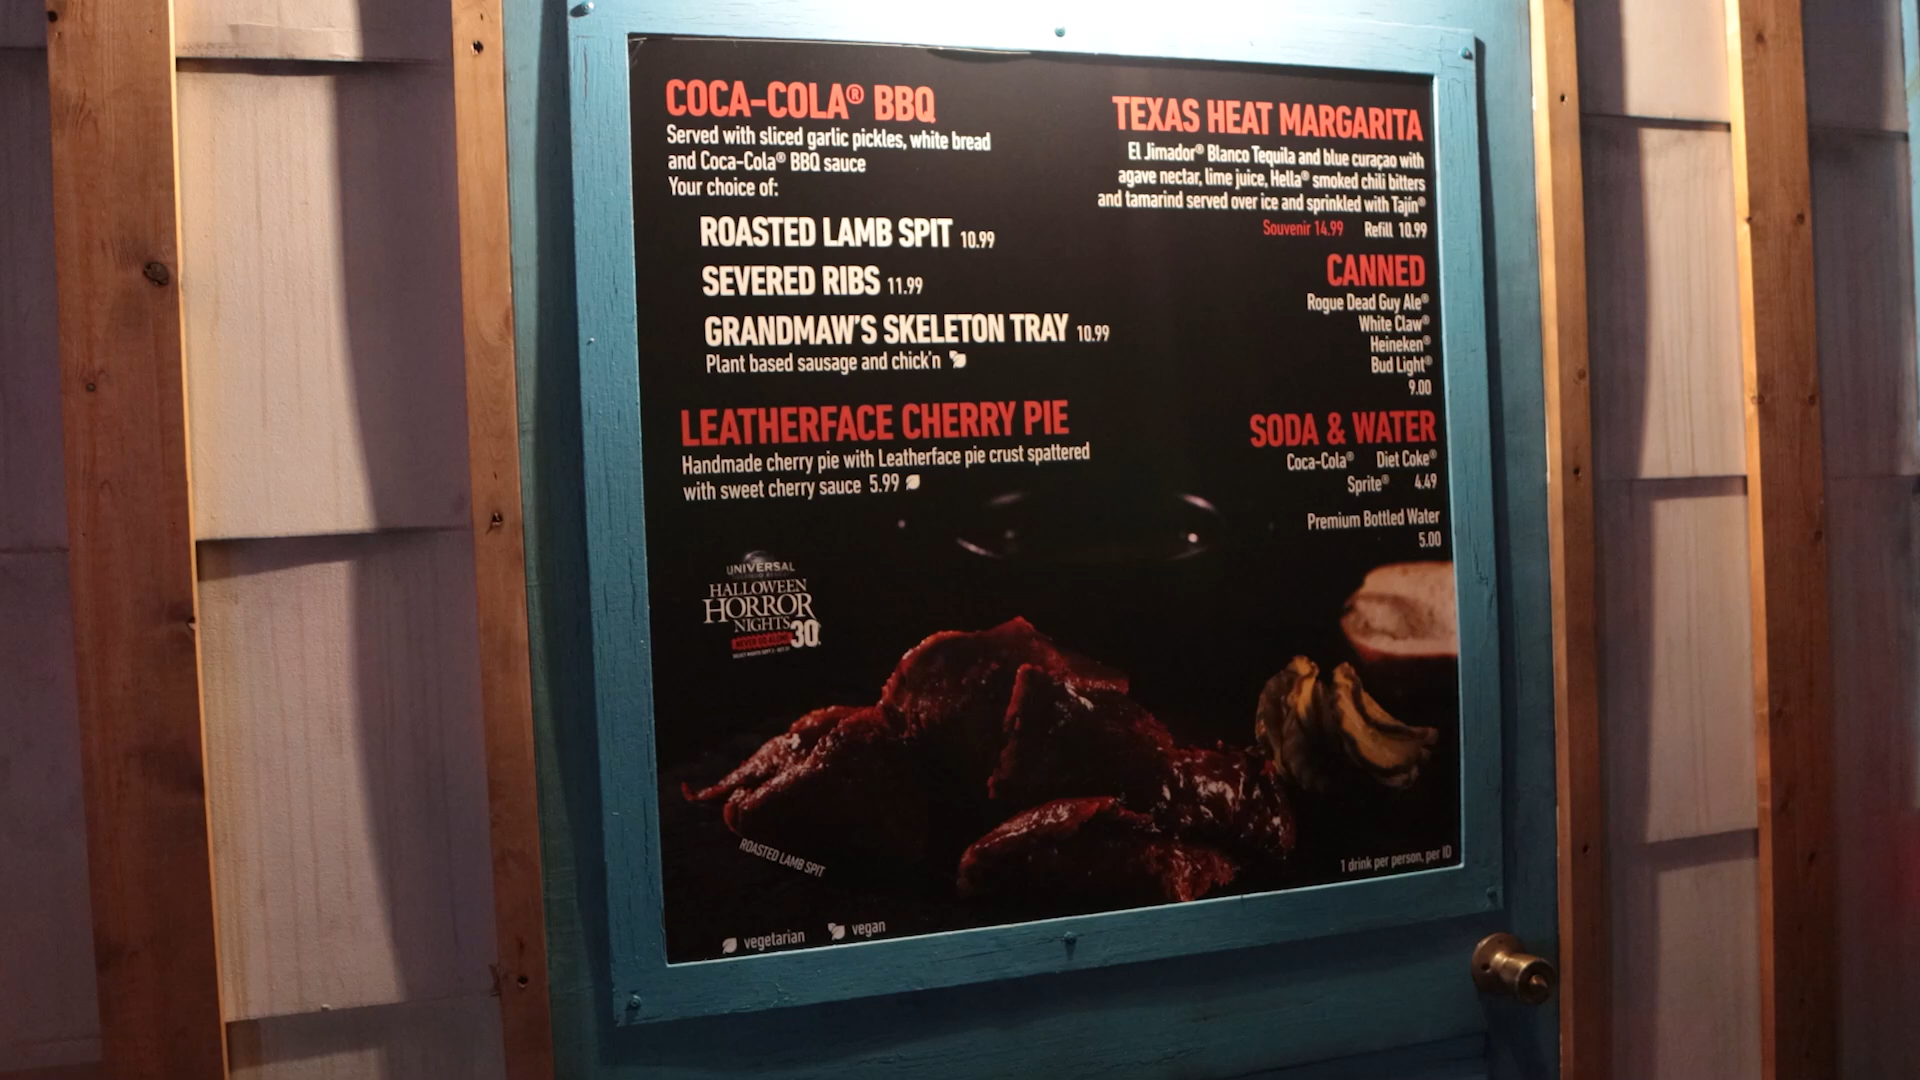 COCA-COLA® BBQ
Served with sliced garlic pickles, white bread
and Coca-Cola® BBQ sauce
Your choice of:
ROASTED LAMB SPIT 10.99
SEVERED RIBS 11.99
GRANDMAW'S SKELETON TRAY 10.99
Plant based sausage and chick'n
LEATHERFACE CHERRY PIE
Handmade cherry pie with Leatherface pie crust spattered
with sweet cherry sauce 5.99
TEXAS HEAT MARGARITA
El Jimador® Blanco Tequila and blue curaçao with
agave nectar, lime juice, Hella® smoked chili bitters
and tamarind served over ice and sprinkled with Tajín®
Souvenir 14.99 Refill 10.99
CANNED
Rogue Dead Guy Ale®
White Claw®
Heineken®
Bud Light®
9.00
SODA & WATER
Coca-Cola® Diet Coke®
Sprite® 4.49
Premium Bottled Water
5.00
UNIVERSAL
HALLOWEEN
HORROR
NIGHTS 30
ROASTED LAMB SPIT
1 drink per person, per ID
vegetarian vegan